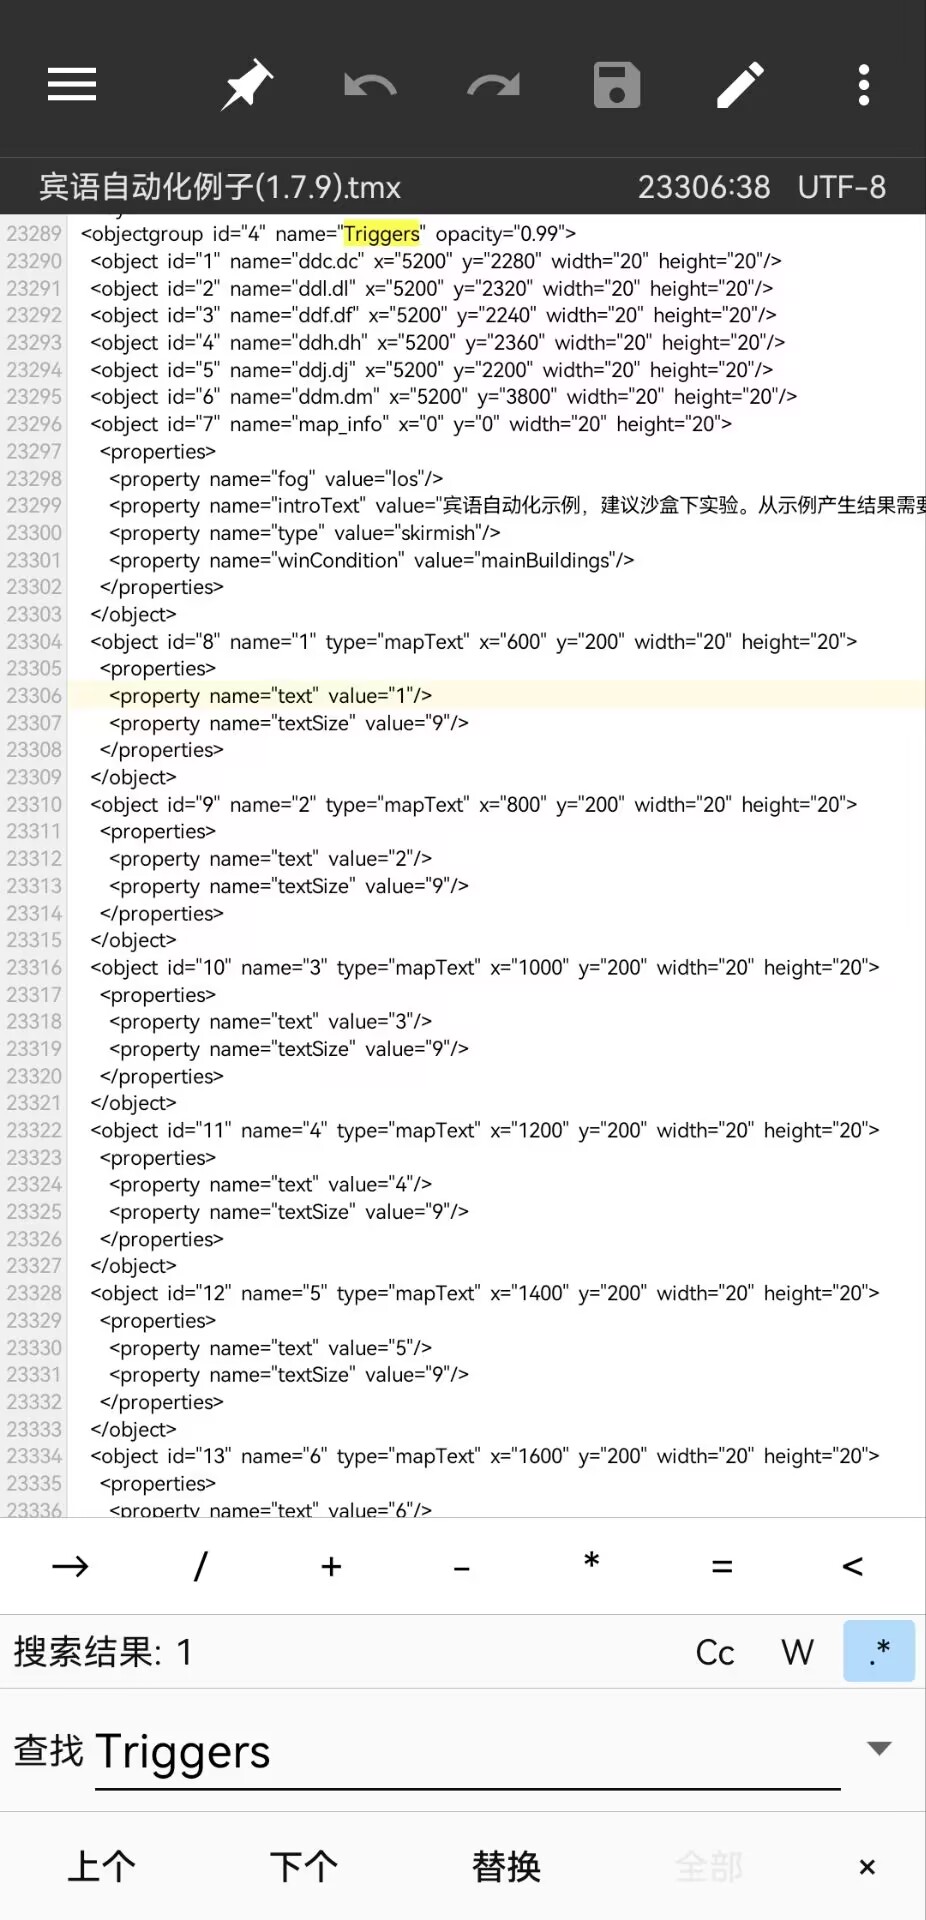 宾语自动化例子(1.7.9).tmx 23306:38 UTF-8
23289 <objectgroup id="4" name="Triggers" opacity="0.99">
23290 <object id="1" name="ddc.dc" x="5200" y="2280" width="20" height="20"/>
23291 <object id="2" name="ddl.dl" x="5200" y="2320" width="20" height="20"/>
23292 <object id="3" name="ddf.df" x="5200" y="2240" width="20" height="20"/>
23293 <object id="4" name="ddh.dh" x="5200" y="2360" width="20" height="20"/>
23294 <object id="5" name="ddj.dj" x="5200" y="2200" width="20" height="20"/>
23295 <object id="6" name="ddm.dm" x="5200" y="3800" width="20" height="20"/>
23296 <object id="7" name="map_info" x="0" y="0" width="20" height="20">
23297 <properties>
23298 <property name="fog" value="los"/>
23299 <property name="introText" value="宾语自动化示例，建议沙盒下实验。从示例产生结果需要
23300 <property name="type" value="skirmish"/>
23301 <property name="winCondition" value="mainBuildings"/>
23302 </properties>
23303 </object>
23304 <object id="8" name="1" type="mapText" x="600" y="200" width="20" height="20">
23305 <properties>
23306 <property name="text" value="1"/>
23307 <property name="textSize" value="9"/>
23308 </properties>
23309 </object>
23310 <object id="9" name="2" type="mapText" x="800" y="200" width="20" height="20">
23311 <properties>
23312 <property name="text" value="2"/>
23313 <property name="textSize" value="9"/>
23314 </properties>
23315 </object>
23316 <object id="10" name="3" type="mapText" x="1000" y="200" width="20" height="20">
23317 <properties>
23318 <property name="text" value="3"/>
23319 <property name="textSize" value="9"/>
23320 </properties>
23321 </object>
23322 <object id="11" name="4" type="mapText" x="1200" y="200" width="20" height="20">
23323 <properties>
23324 <property name="text" value="4"/>
23325 <property name="textSize" value="9"/>
23326 </properties>
23327 </object>
23328 <object id="12" name="5" type="mapText" x="1400" y="200" width="20" height="20">
23329 <properties>
23330 <property name="text" value="5"/>
23331 <property name="textSize" value="9"/>
23332 </properties>
23333 </object>
23334 <object id="13" name="6" type="mapText" x="1600" y="200" width="20" height="20">
23335 <properties>
23336 <property name="text" value="6"/>
→ / + - * = <
搜索结果: 1 Cc W .*
查找 Triggers
上个 下个 替换 全部 ×